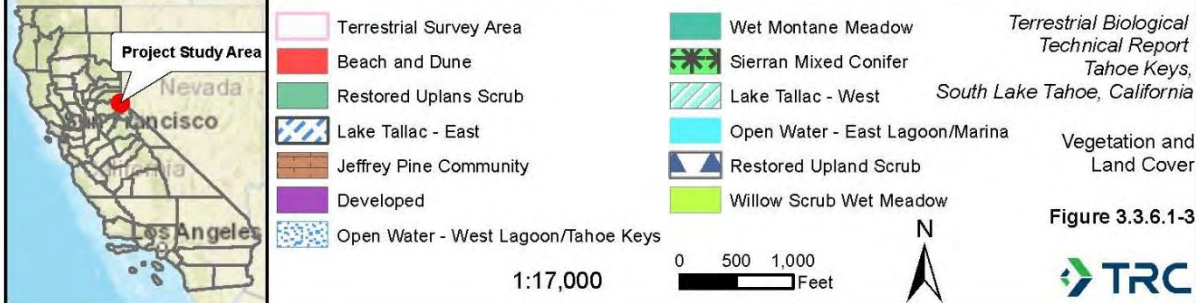 Project Study Area
Nevada
San Francisco
California
Los Angeles
Terrestrial Survey Area
Beach and Dune
Restored Uplans Scrub
Lake Tallac - East
Jeffrey Pine Community
Developed
Open Water - West Lagoon/Tahoe Keys
Wet Montane Meadow
Sierran Mixed Conifer
Lake Tallac - West
Open Water - East Lagoon/Marina
Restored Upland Scrub
Willow Scrub Wet Meadow
1:17,000
0 500 1,000
Feet
N
Terrestrial Biological
Technical Report
Tahoe Keys,
South Lake Tahoe, California
Vegetation and
Land Cover
Figure 3.3.6.1-3
TRC